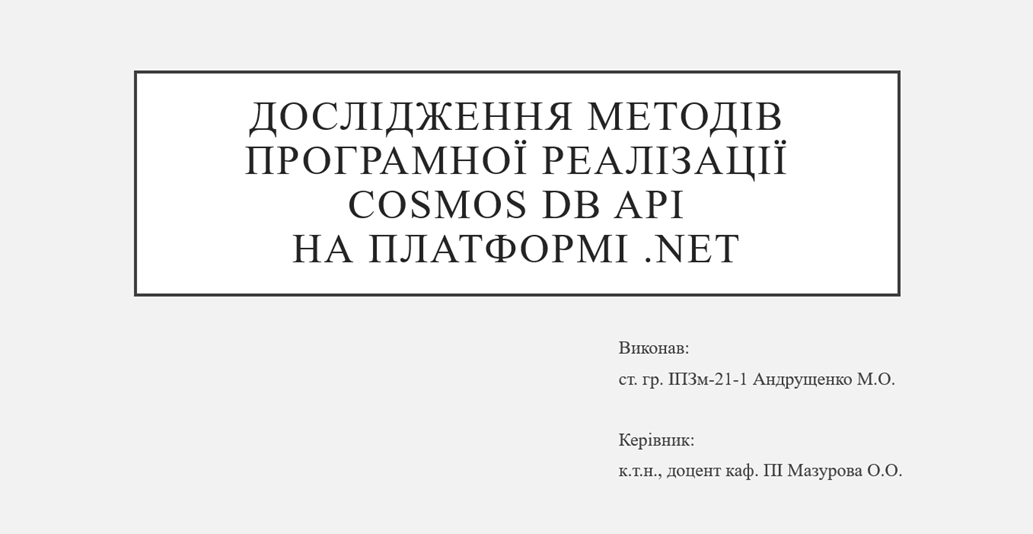 ДОСЛІДЖЕННЯ МЕТОДІВ
ПРОГРАМНОЇ РЕАЛІЗАЦІЇ
COSMOS DB API
НА ПЛАТФОРМІ .NET
Виконав:
ст. гр. ІПЗм-21-1 Андрущенко М.О.
Керівник:
к.т.н., доцент каф. ПІ Мазурова О.О.